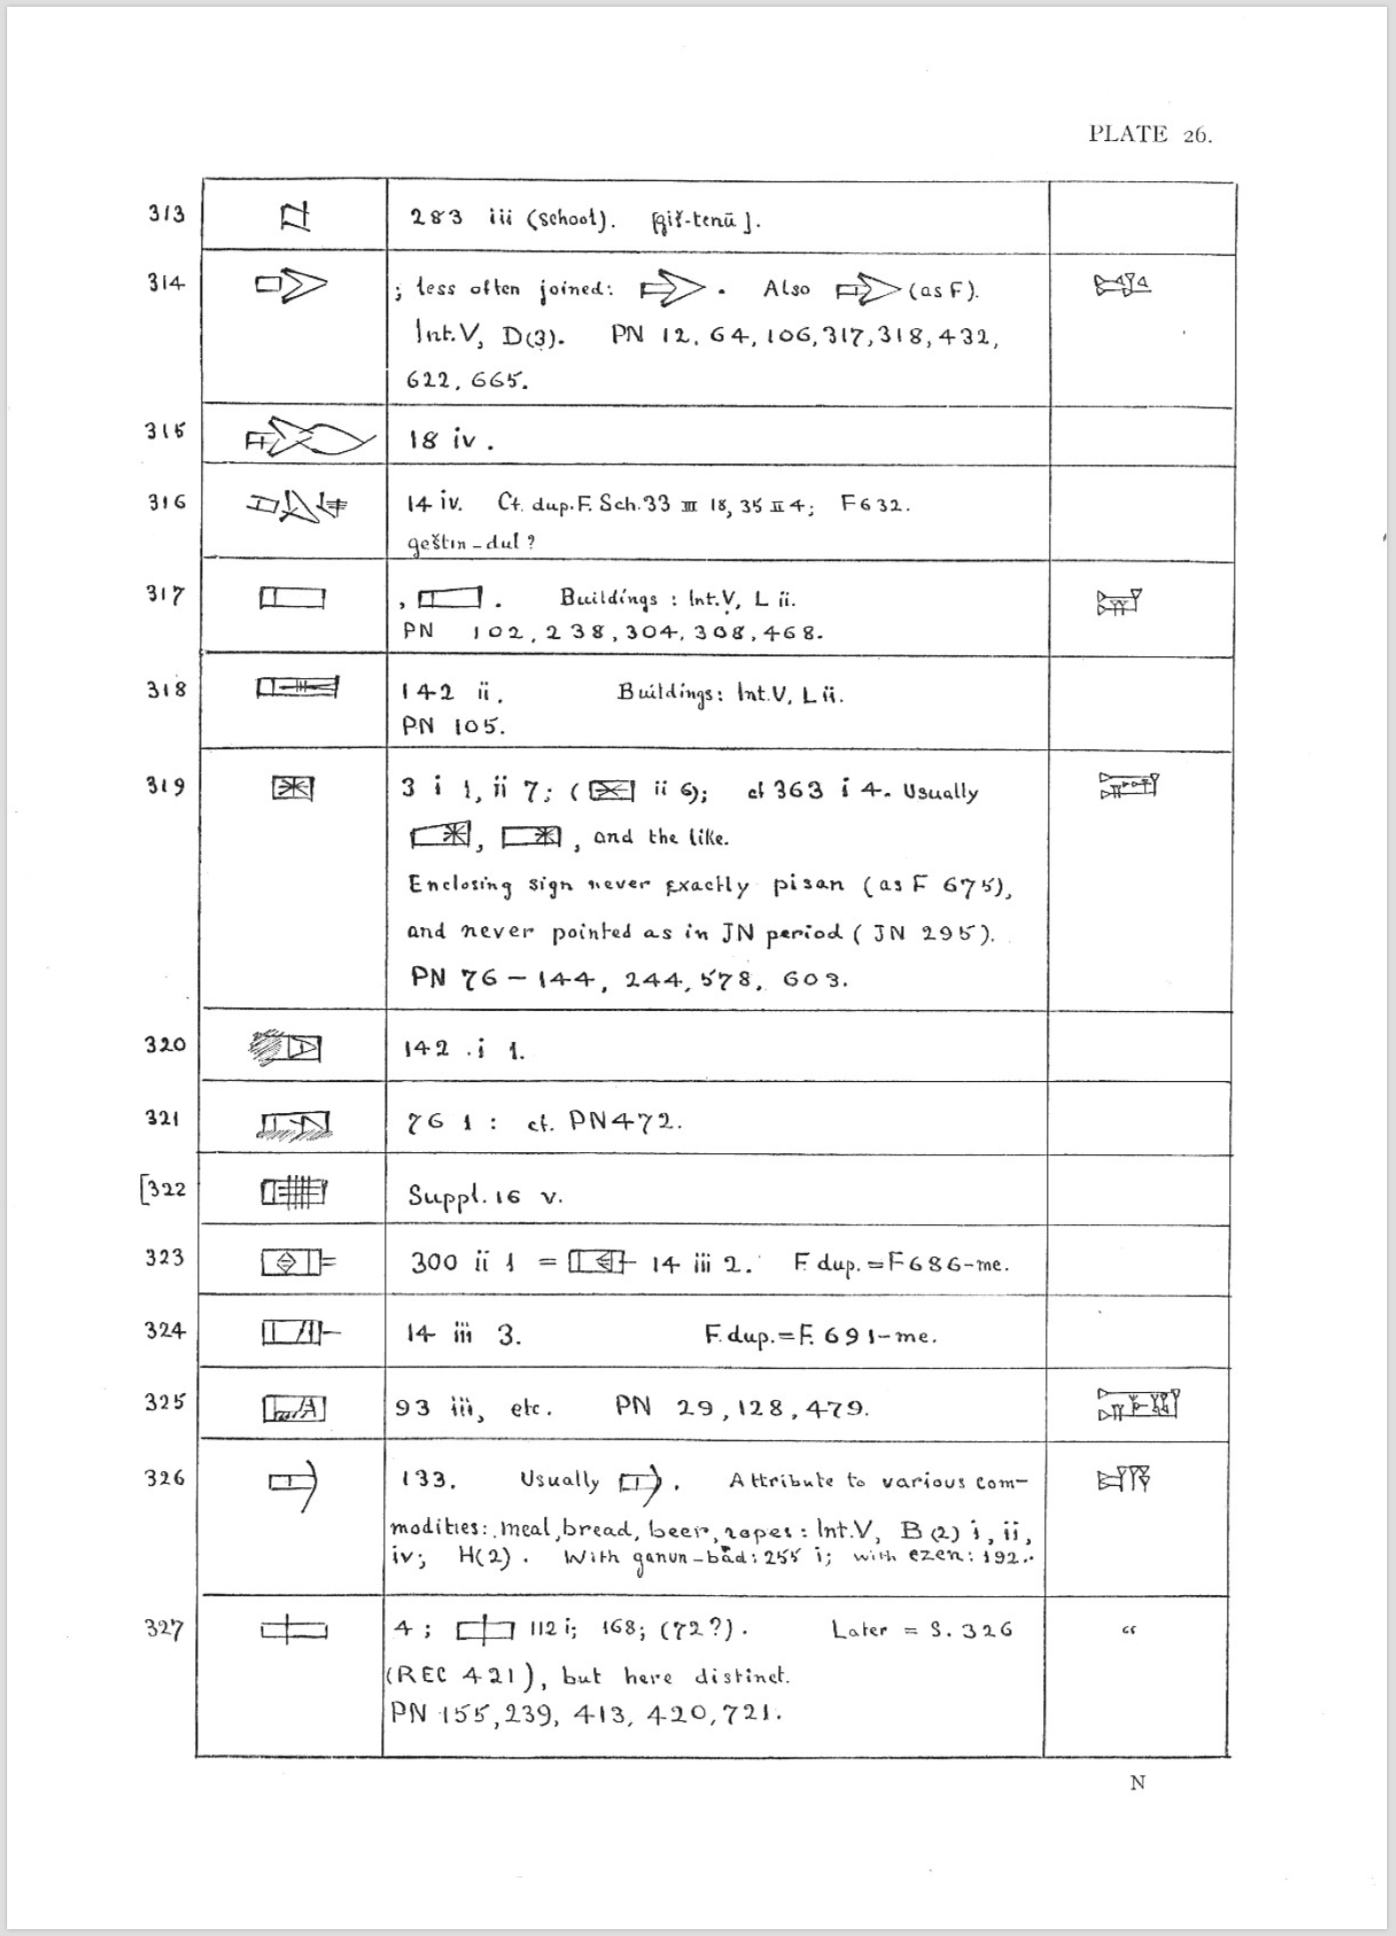 PLATE 26.
313 283 iii (school). [giš-tenû].
314 ; less often joined: . Also (as F).
Int.V, D(3). PN 12, 64, 106, 317, 318, 432,
622, 665.
315 18 iv.
316 14 iv. Cf. dup. F. Sch. 33 III 18, 35 II 4; F 632.
geštin-dul?
317 , . Buildings: Int.V, L ii.
PN 102, 238, 304, 308, 468.
318 142 ii. Buildings: Int.V, L ii.
PN 105.
319 3 i 1, ii 7; ( ii 6); cf 363 i 4. Usually
, , and the like.
Enclosing sign never exactly pisan (as F 675),
and never pointed as in JN period (JN 295).
PN 76-144, 244, 578, 603.
320 142 i 1.
321 76 1: cf. PN 472.
[322 Suppl. 16 v.
323 300 ii 1 = 14 iii 2. F. dup. = F 686-me.
324 14 iii 3. F. dup. = F. 691-me.
325 93 iii, etc. PN 29, 128, 479.
326 133. Usually . Attribute to various com-
modities: meal, bread, beer, ropes: Int.V, B (2) i, ii,
iv; H(2). With ganun-bàd: 255 i; with ezen: 192.
327 4; 112 i; 168; (72?). Later = S. 326 "
(REC 421), but here distinct.
PN 155, 239, 413, 420, 721.
N